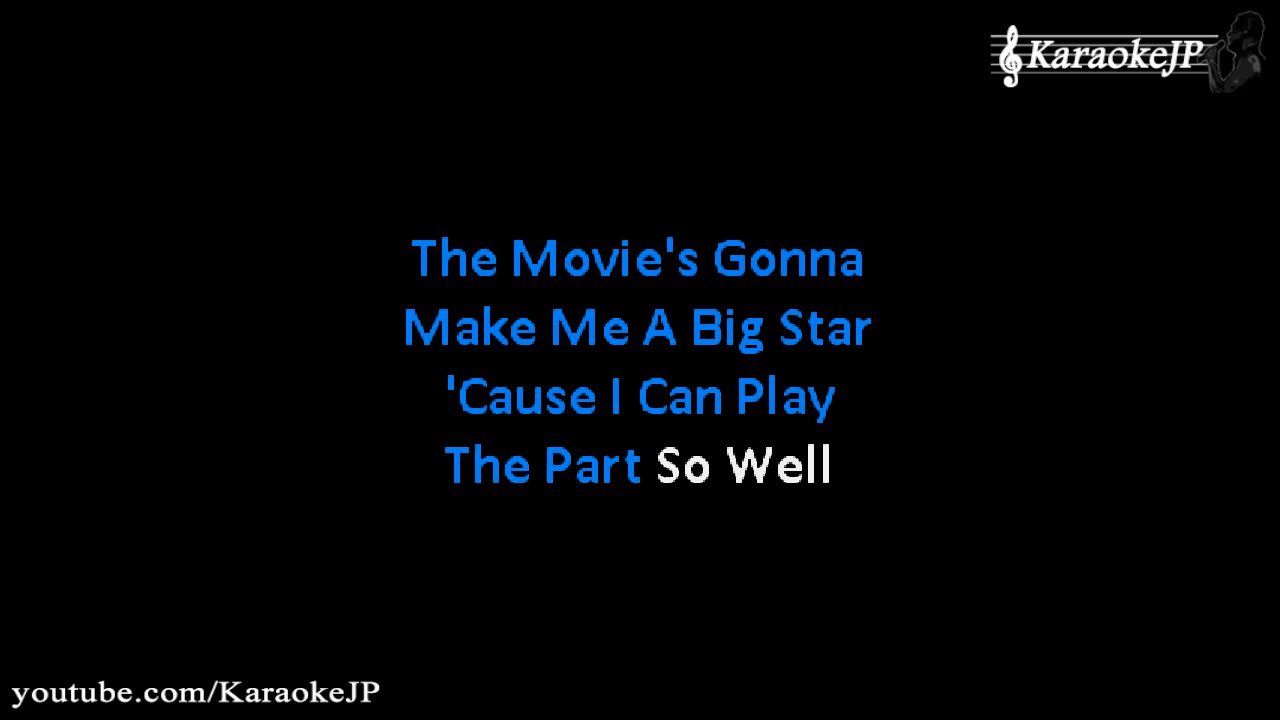 KaraokeJP
The Movie's Gonna
Make Me A Big Star
'Cause I Can Play
The Part So Well
youtube.com/KaraokeJP